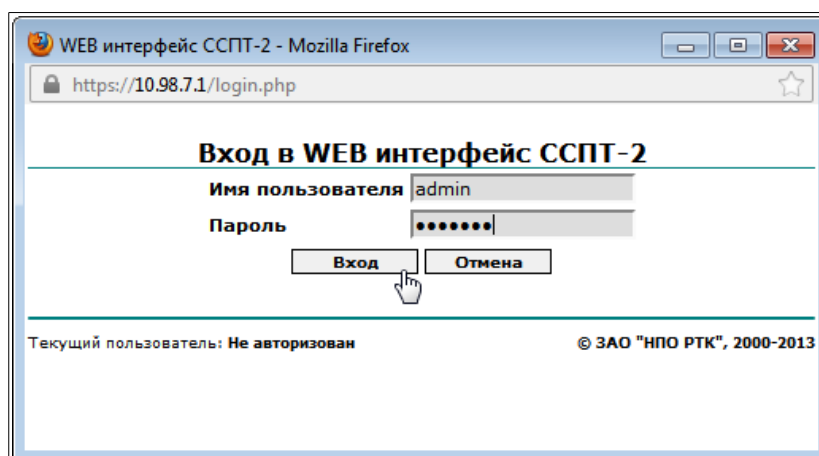 WEB интерфейс ССПТ-2 - Mozilla Firefox
https://10.98.7.1/login.php
Вход в WEB интерфейс ССПТ-2
Имя пользователя admin
Пароль •••••••
Вход Отмена
Текущий пользователь: Не авторизован © ЗАО "НПО РТК", 2000-2013